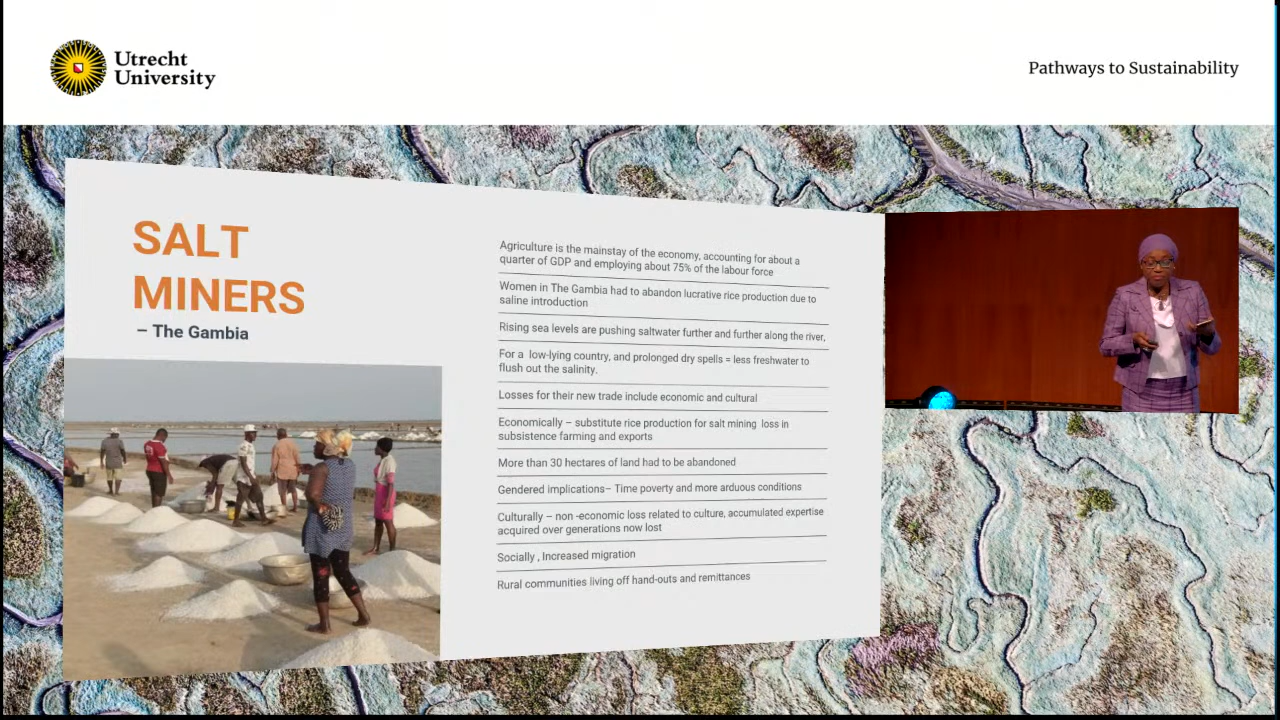 Utrecht
University
Pathways to Sustainability
SALT
MINERS
– The Gambia
Agriculture is the mainstay of the economy, accounting for about a
quarter of GDP and employing about 75% of the labour force
Women in The Gambia had to abandon lucrative rice production due to
saline introduction
Rising sea levels are pushing saltwater further and further along the river,
For a low-lying country, and prolonged dry spells = less freshwater to
flush out the salinity.
Losses for their new trade include economic and cultural
Economically – substitute rice production for salt mining loss in
subsistence farming and exports
More than 30 hectares of land had to be abandoned
Gendered implications– Time poverty and more arduous conditions
Culturally – non -economic loss related to culture, accumulated expertise
acquired over generations now lost
Socially , Increased migration
Rural communities living off hand-outs and remittances